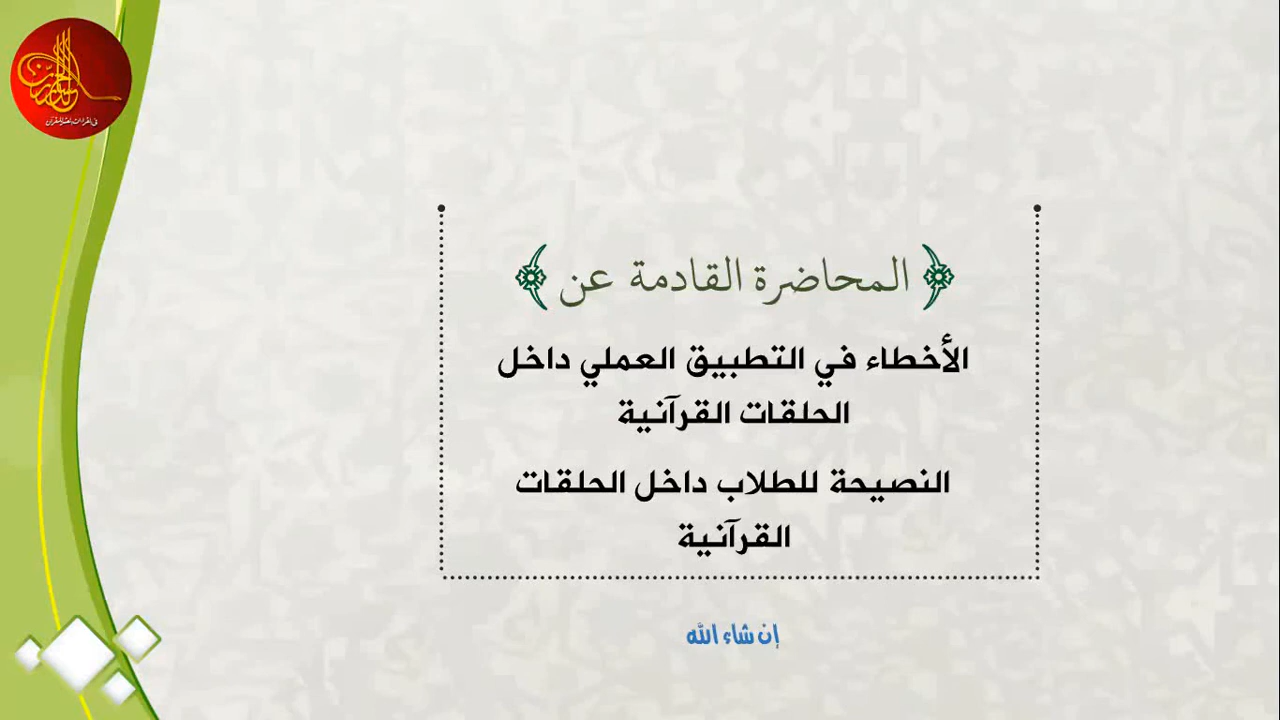 ﴿ المحاضرة القادمة عن ﴾
الأخطاء في التطبيق العملي داخل
الحلقات القرآنية
النصيحة للطلاب داخل الحلقات
القرآنية
إن شاء الله